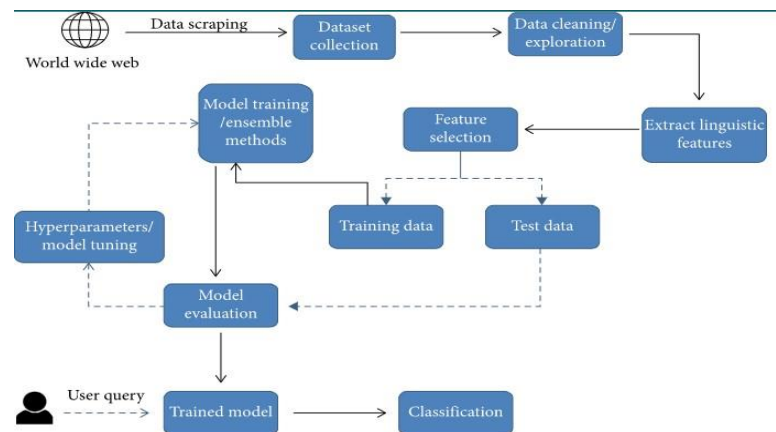 Data scraping
World wide web
Dataset
collection
Data cleaning/
exploration
Model training
/ensemble
methods
Feature
selection
Extract linguistic
features
Hyperparameters/
model tuning
Training data
Test data
Model
evaluation
User query
Trained model
Classification